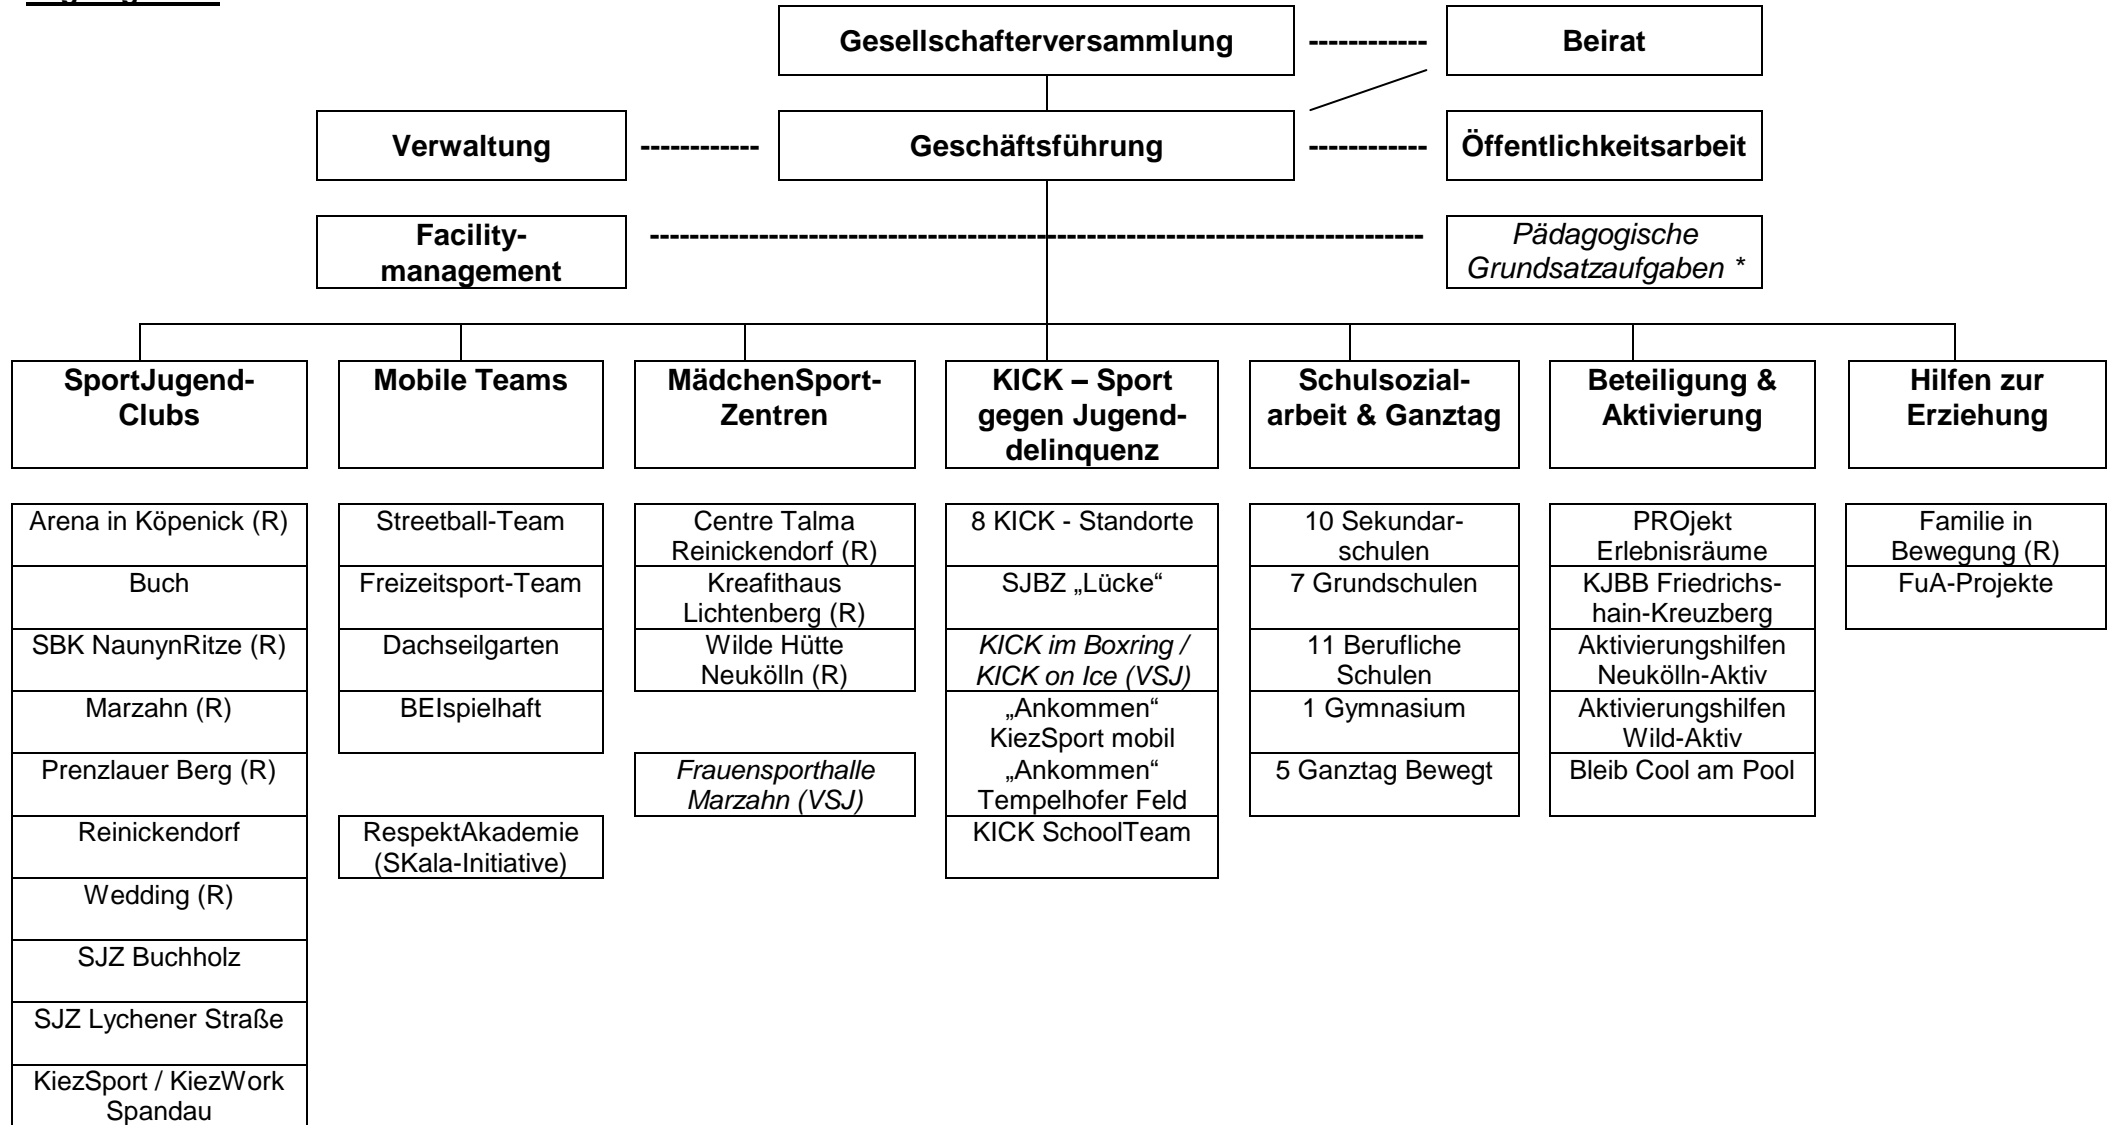 Gesellschafterversammlung ------------ Beirat
Verwaltung ------------ Geschäftsführung ------------ Öffentlichkeitsarbeit
Facility-
management
Pädagogische
Grundsatzaufgaben *
SportJugend-
Clubs
Mobile Teams
MädchenSport-
Zentren
KICK – Sport
gegen Jugend-
delinquenz
Schulsozial-
arbeit & Ganztag
Beteiligung &
Aktivierung
Hilfen zur
Erziehung
Arena in Köpenick (R)
Buch
SBK NaunynRitze (R)
Marzahn (R)
Prenzlauer Berg (R)
Reinickendorf
Wedding (R)
SJZ Buchholz
SJZ Lychener Straße
KiezSport / KiezWork
Spandau
Streetball-Team
Freizeitsport-Team
Dachseilgarten
BEIspielhaft
RespektAkademie
(SKala-Initiative)
Centre Talma
Reinickendorf (R)
Kreafithaus
Lichtenberg (R)
Wilde Hütte
Neukölln (R)
Frauensporthalle
Marzahn (VSJ)
8 KICK - Standorte
SJBZ „Lücke“
KICK im Boxring /
KICK on Ice (VSJ)
„Ankommen“
KiezSport mobil
„Ankommen“
Tempelhofer Feld
KICK SchoolTeam
10 Sekundar-
schulen
7 Grundschulen
11 Berufliche
Schulen
1 Gymnasium
5 Ganztag Bewegt
PROjekt
Erlebnisräume
KJBB Friedrichs-
hain-Kreuzberg
Aktivierungshilfen
Neukölln-Aktiv
Aktivierungshilfen
Wild-Aktiv
Bleib Cool am Pool
Familie in
Bewegung (R)
FuA-Projekte